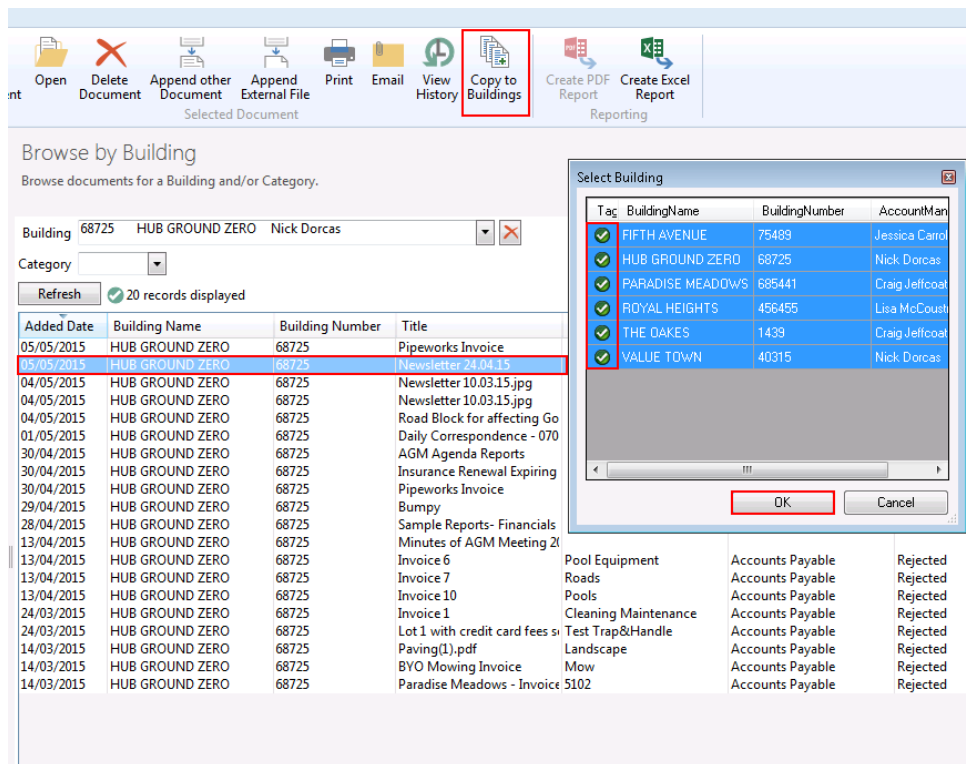 Open Delete Document Append other Document Append External File Print Email View History Copy to Buildings Create PDF Report Create Excel Report
nt
Selected Document Reporting
Browse by Building
Browse documents for a Building and/or Category.
Building 68725 HUB GROUND ZERO Nick Dorcas
Category
Refresh 20 records displayed
Added Date Building Name Building Number Title
05/05/2015 HUB GROUND ZERO 68725 Pipeworks Invoice
05/05/2015 HUB GROUND ZERO 68725 Newsletter 24.04.15
04/05/2015 HUB GROUND ZERO 68725 Newsletter 10.03.15.jpg
04/05/2015 HUB GROUND ZERO 68725 Newsletter 10.03.15.jpg
04/05/2015 HUB GROUND ZERO 68725 Road Block for affecting Go
01/05/2015 HUB GROUND ZERO 68725 Daily Correspondence - 070
30/04/2015 HUB GROUND ZERO 68725 AGM Agenda Reports
30/04/2015 HUB GROUND ZERO 68725 Insurance Renewal Expiring
30/04/2015 HUB GROUND ZERO 68725 Pipeworks Invoice
29/04/2015 HUB GROUND ZERO 68725 Bumpy
28/04/2015 HUB GROUND ZERO 68725 Sample Reports- Financials
13/04/2015 HUB GROUND ZERO 68725 Minutes of AGM Meeting 20
13/04/2015 HUB GROUND ZERO 68725 Invoice 6 Pool Equipment Accounts Payable Rejected
13/04/2015 HUB GROUND ZERO 68725 Invoice 7 Roads Accounts Payable Rejected
13/04/2015 HUB GROUND ZERO 68725 Invoice 10 Pools Accounts Payable Rejected
24/03/2015 HUB GROUND ZERO 68725 Invoice 1 Cleaning Maintenance Accounts Payable Rejected
24/03/2015 HUB GROUND ZERO 68725 Lot 1 with credit card fees s Test Trap&Handle Accounts Payable Rejected
14/03/2015 HUB GROUND ZERO 68725 Paving(1).pdf Landscape Accounts Payable Rejected
14/03/2015 HUB GROUND ZERO 68725 BYO Mowing Invoice Mow Accounts Payable Rejected
14/03/2015 HUB GROUND ZERO 68725 Paradise Meadows - Invoice 5102 Accounts Payable Rejected
Select Building
Tag BuildingName BuildingNumber AccountMan
FIFTH AVENUE 75489 Jessica Carrol
HUB GROUND ZERO 68725 Nick Dorcas
PARADISE MEADOWS 685441 Craig Jeffcoat
ROYAL HEIGHTS 456455 Lisa McCoust
THE OAKES 1439 Craig Jeffcoat
VALUE TOWN 40315 Nick Dorcas
OK Cancel